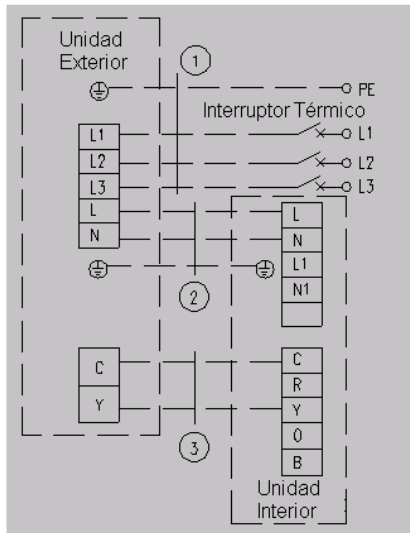 Unidad
Exterior
1
PE
Interruptor Térmico
L1
L1
L2
L2
L3
L3
L
L
N
N
L1
N1
2
C
C
R
Y
Y
O
B
3
Unidad
Interior